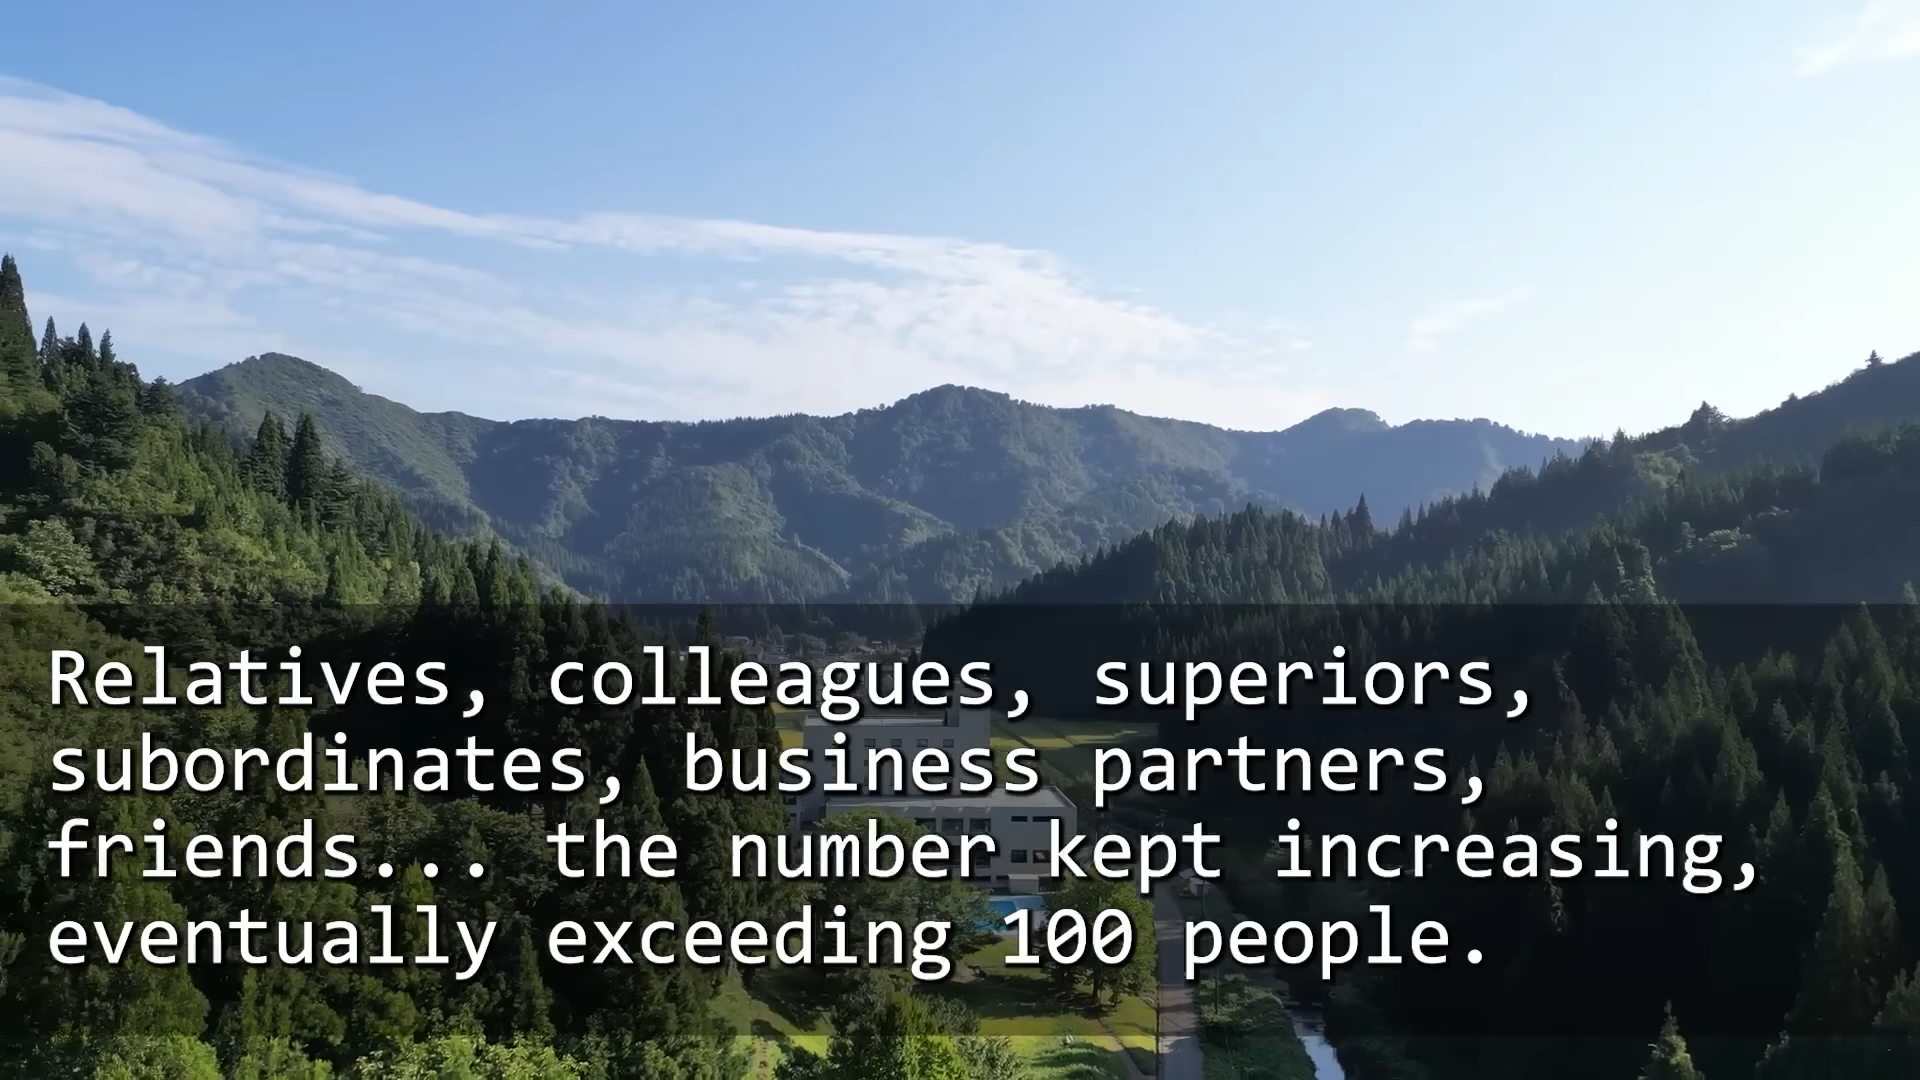 Relatives, colleagues, superiors,
subordinates, business partners,
friends... the number kept increasing,
eventually exceeding 100 people.